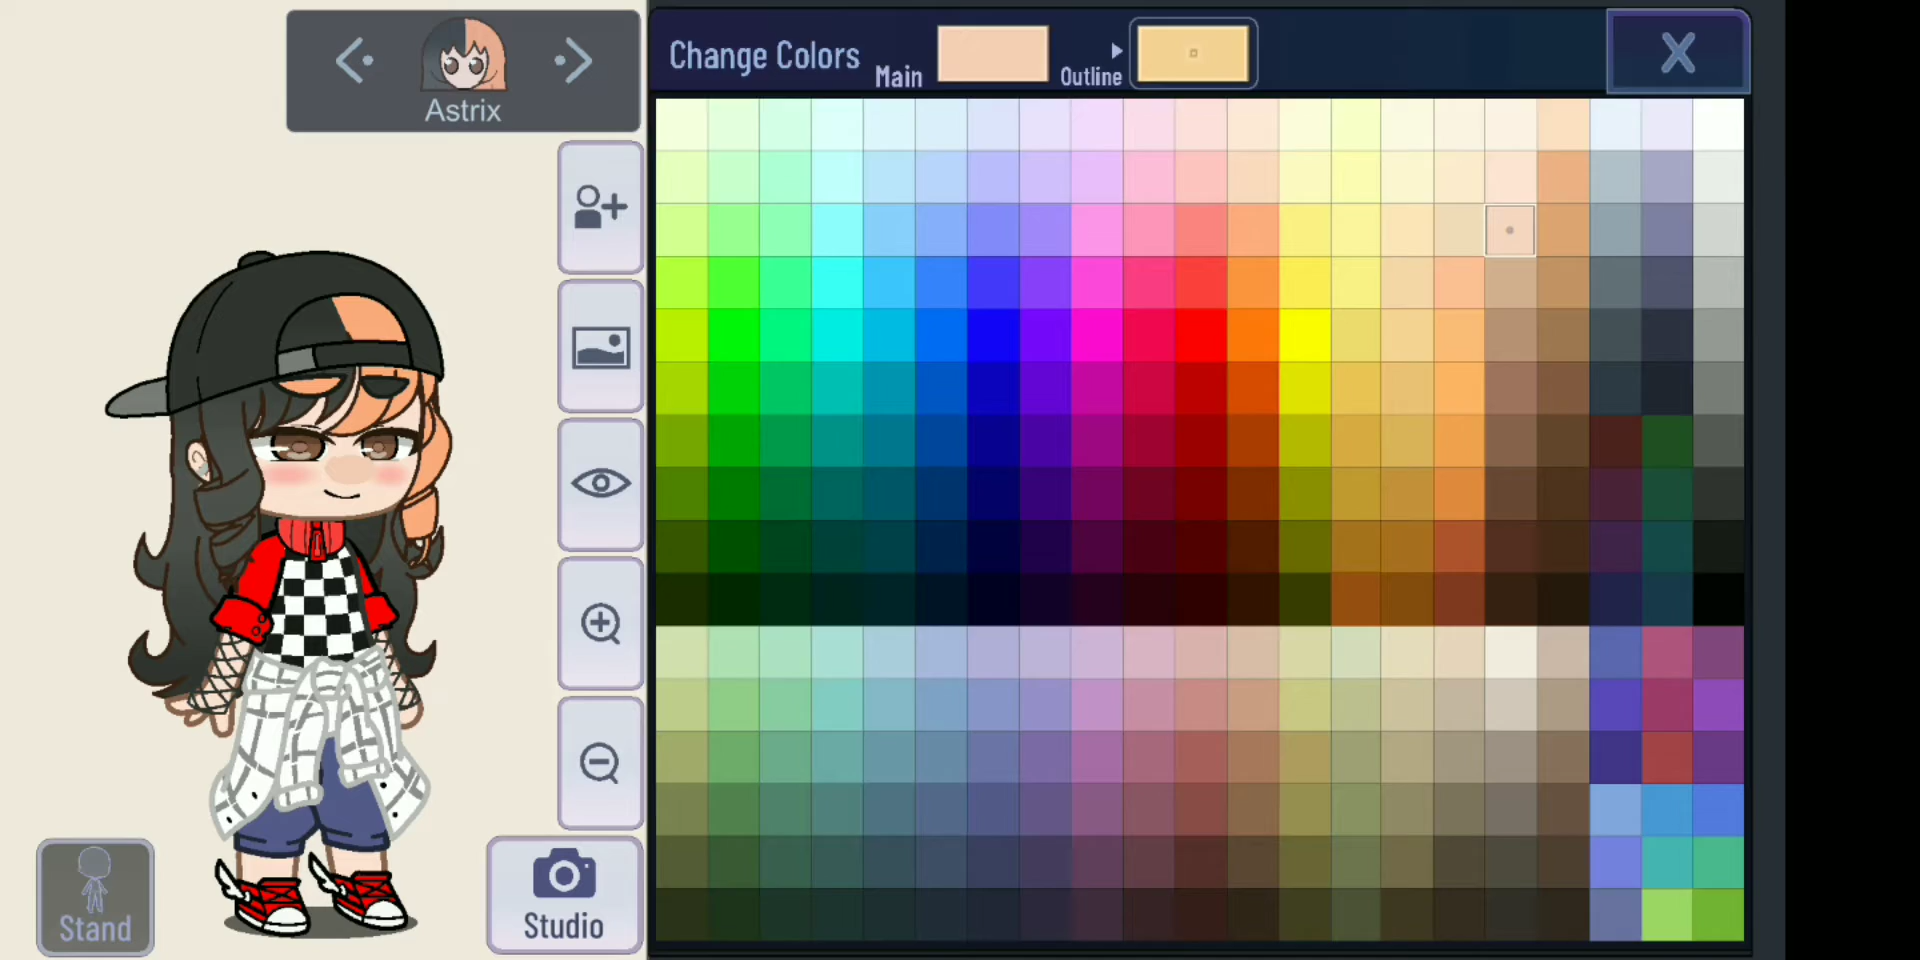 Astrix
Change Colors
Main
Outline
X
Stand
Studio